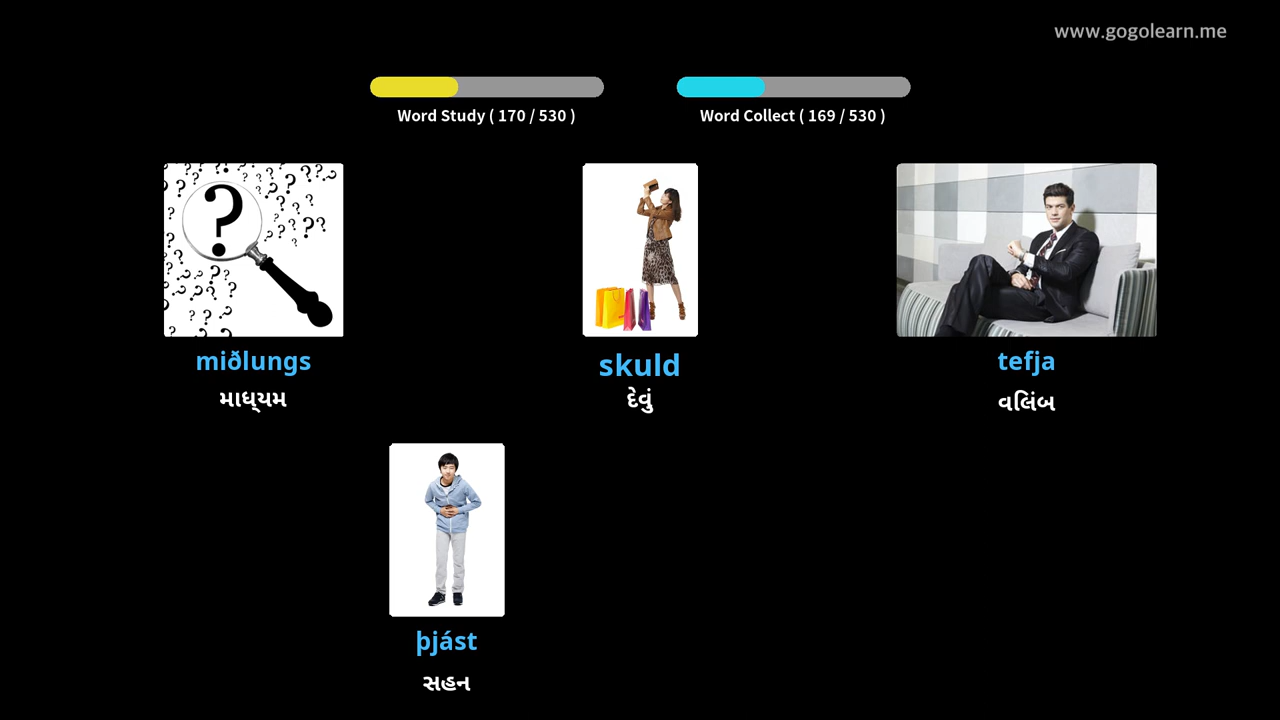 www.gogolearn.me
Word Study ( 170 / 530 )
Word Collect ( 169 / 530 )
miðlungs
માધ્યમ
skuld
દેવું
tefja
વલિંબ
þjást
સહન